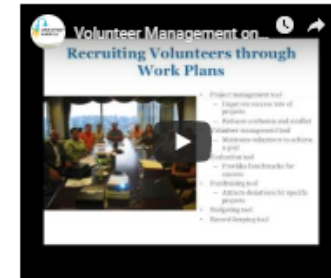 Volunteer Management on...
Recruiting Volunteers through
Work Plans
• Project management tool
– Improves success rate of
projects
– Reduces confusion and conflict
Volunteer management tool
– Motivates volunteers to achieve
a goal
Evaluation tool
– Provides benchmarks for
success
• Fundraising tool
– Attracts donations for specific
projects
• Budgeting tool
• Record-keeping tool